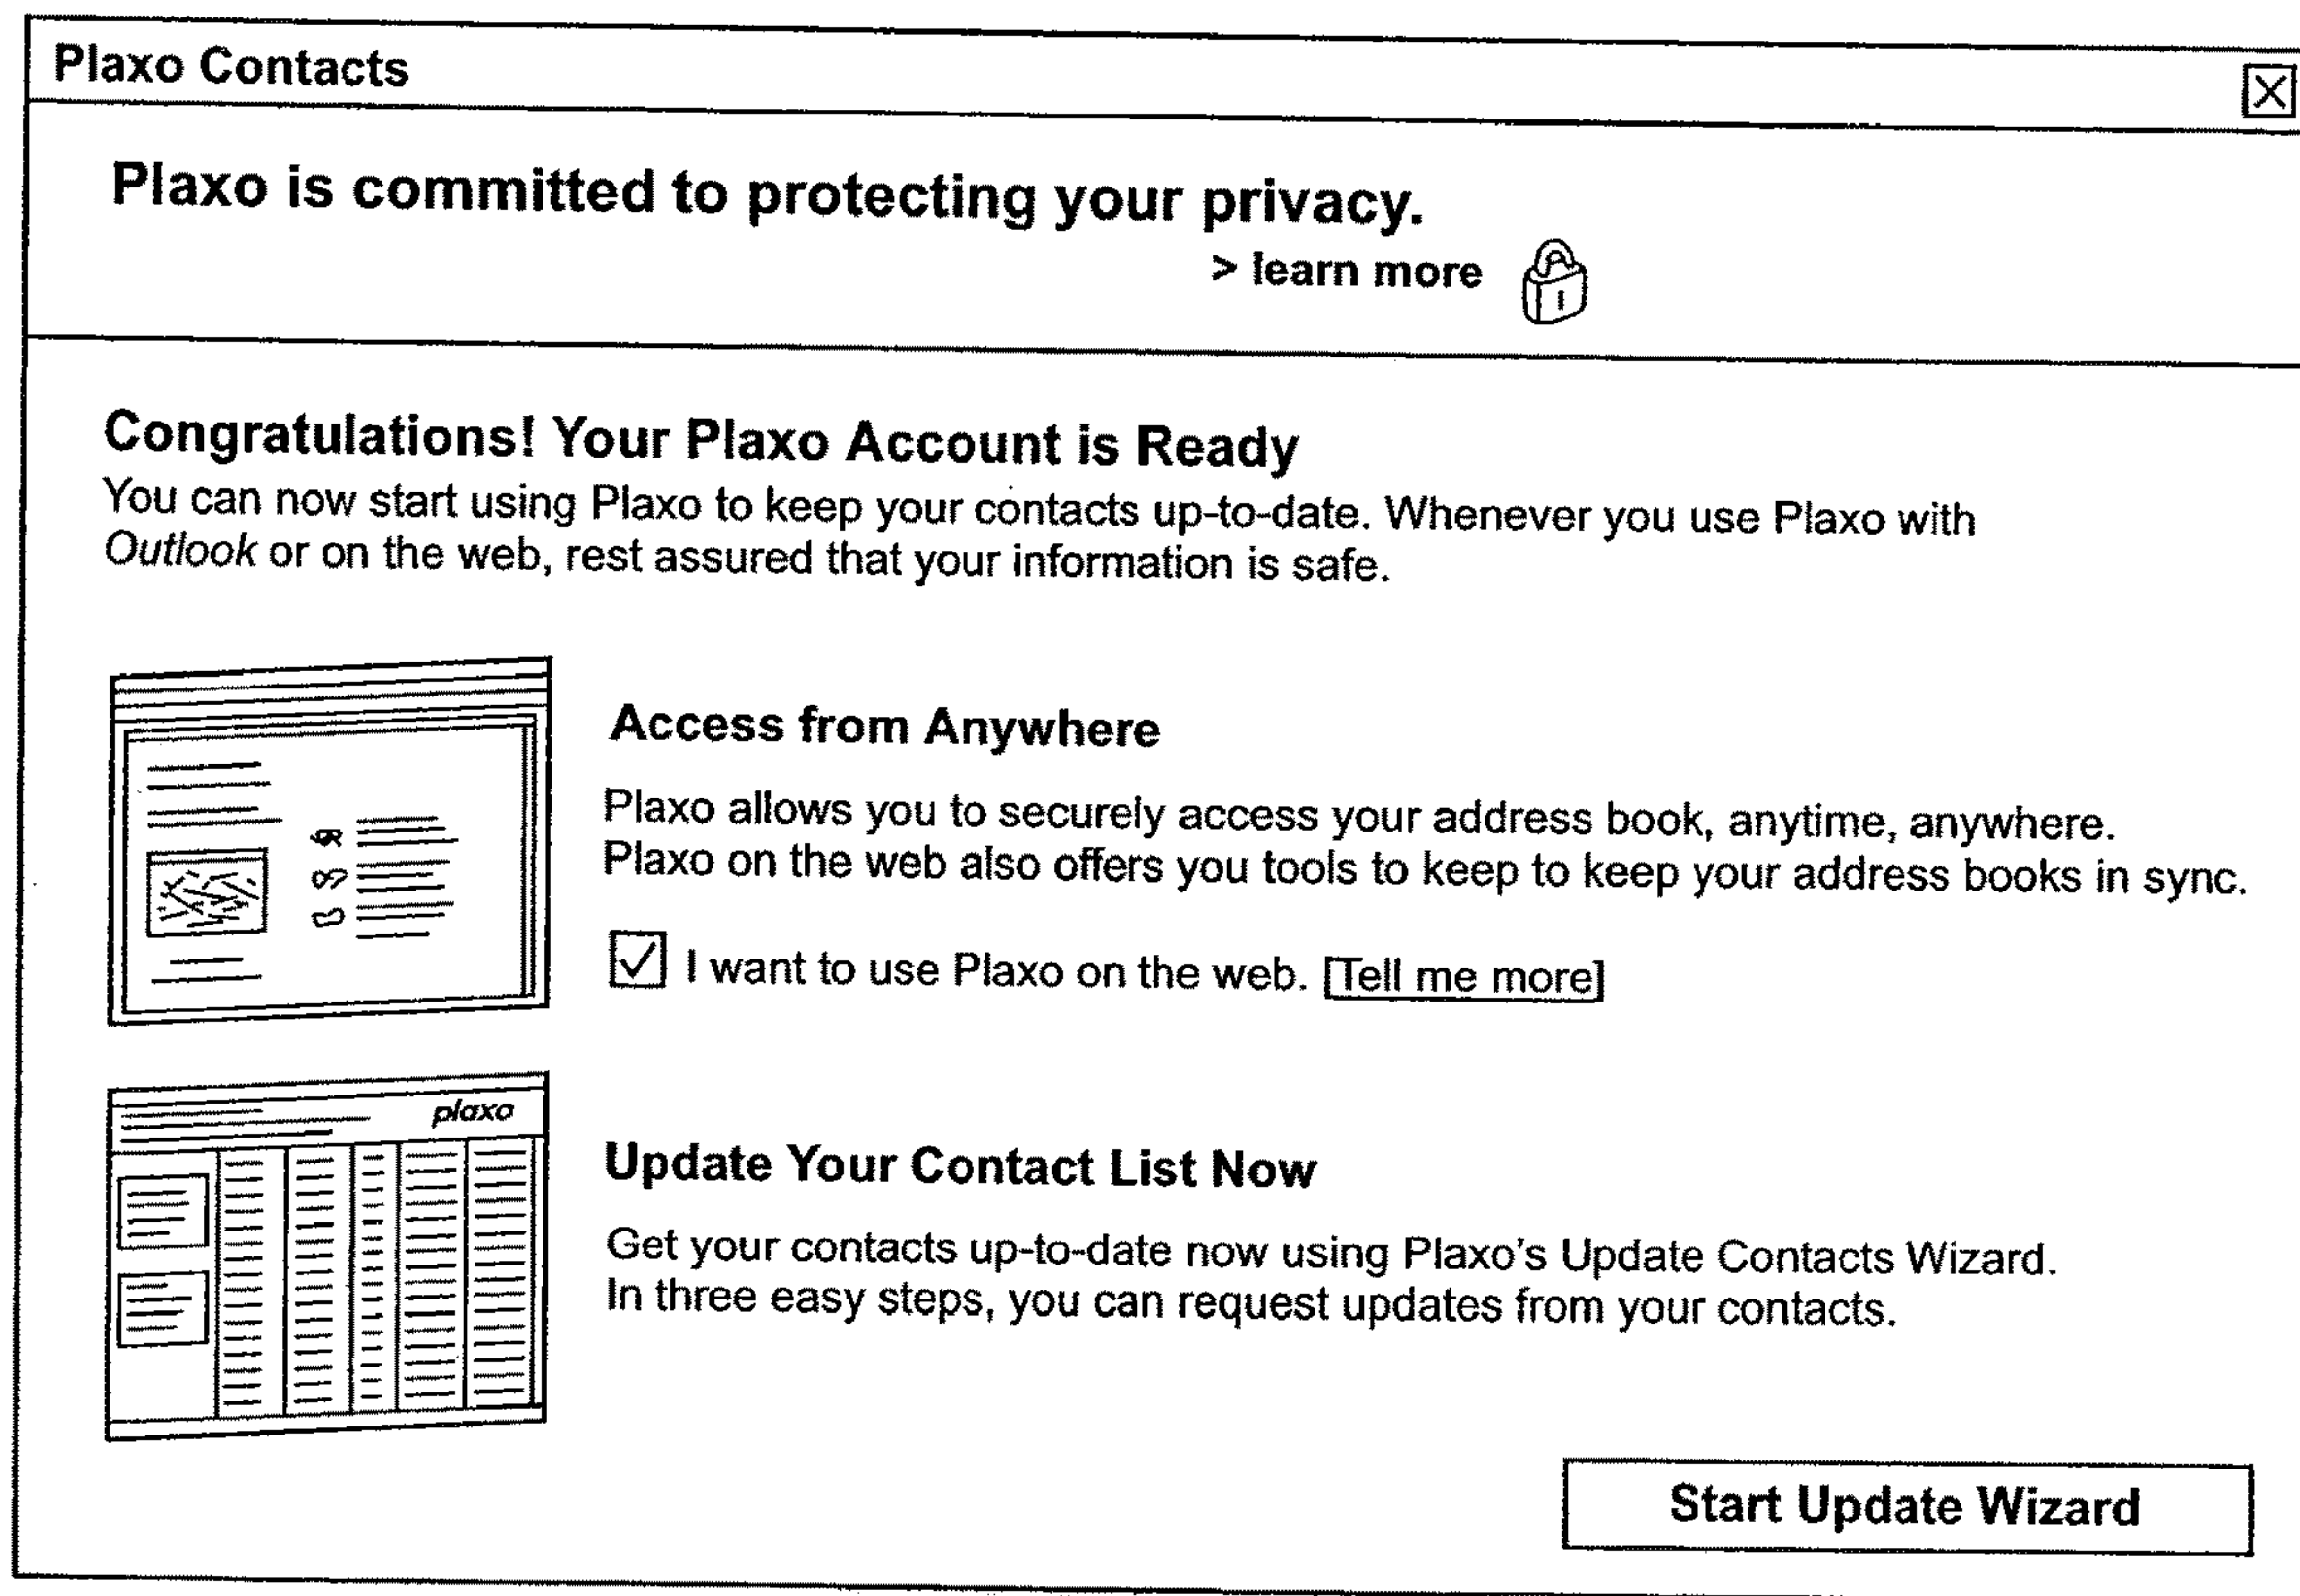 Plaxo Contacts
Plaxo is committed to protecting your privacy.
> learn more
Congratulations! Your Plaxo Account is Ready
You can now start using Plaxo to keep your contacts up-to-date. Whenever you use Plaxo with
Outlook or on the web, rest assured that your information is safe.
Access from Anywhere
Plaxo allows you to securely access your address book, anytime, anywhere.
Plaxo on the web also offers you tools to keep to keep your address books in sync.
I want to use Plaxo on the web. [Tell me more]
plaxo
Update Your Contact List Now
Get your contacts up-to-date now using Plaxo's Update Contacts Wizard.
In three easy steps, you can request updates from your contacts.
Start Update Wizard